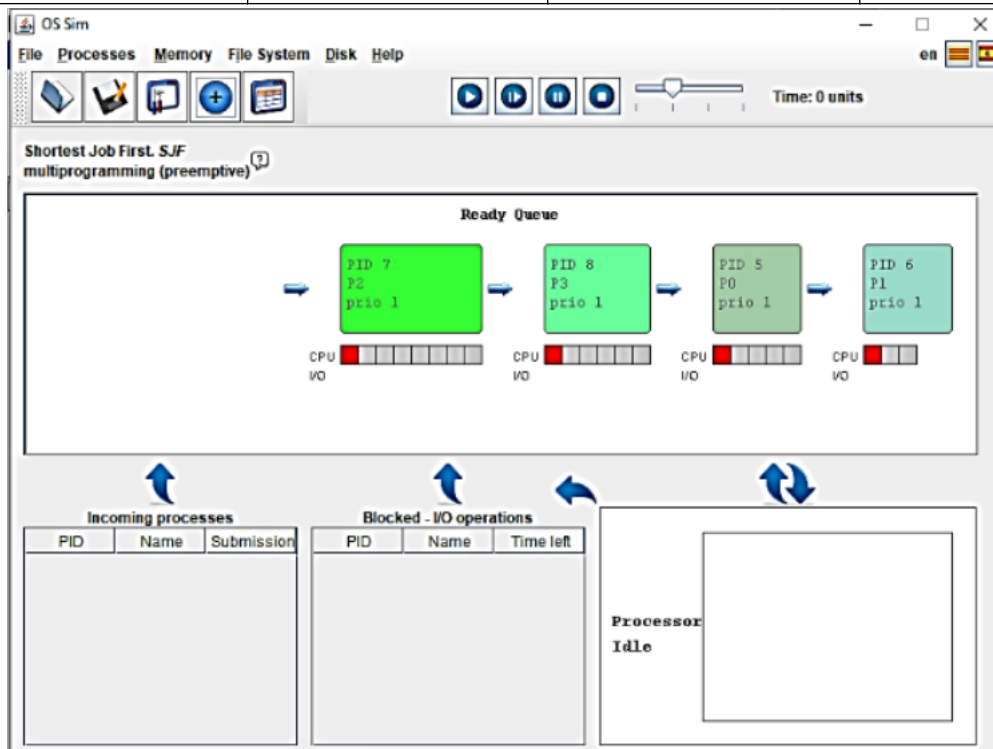 OS Sim
File Processes Memory File System Disk Help en
Time: 0 units
Shortest Job First. SJF
multiprogramming (preemptive)
Ready Queue
PID 7
P2
prio 1
CPU
I/O
PID 8
P3
prio 1
CPU
I/O
PID 5
P0
prio 1
CPU
I/O
PID 6
P1
prio 1
CPU
I/O
Incoming processes
PID Name Submission
Blocked - I/O operations
PID Name Time left
Processor
Idle